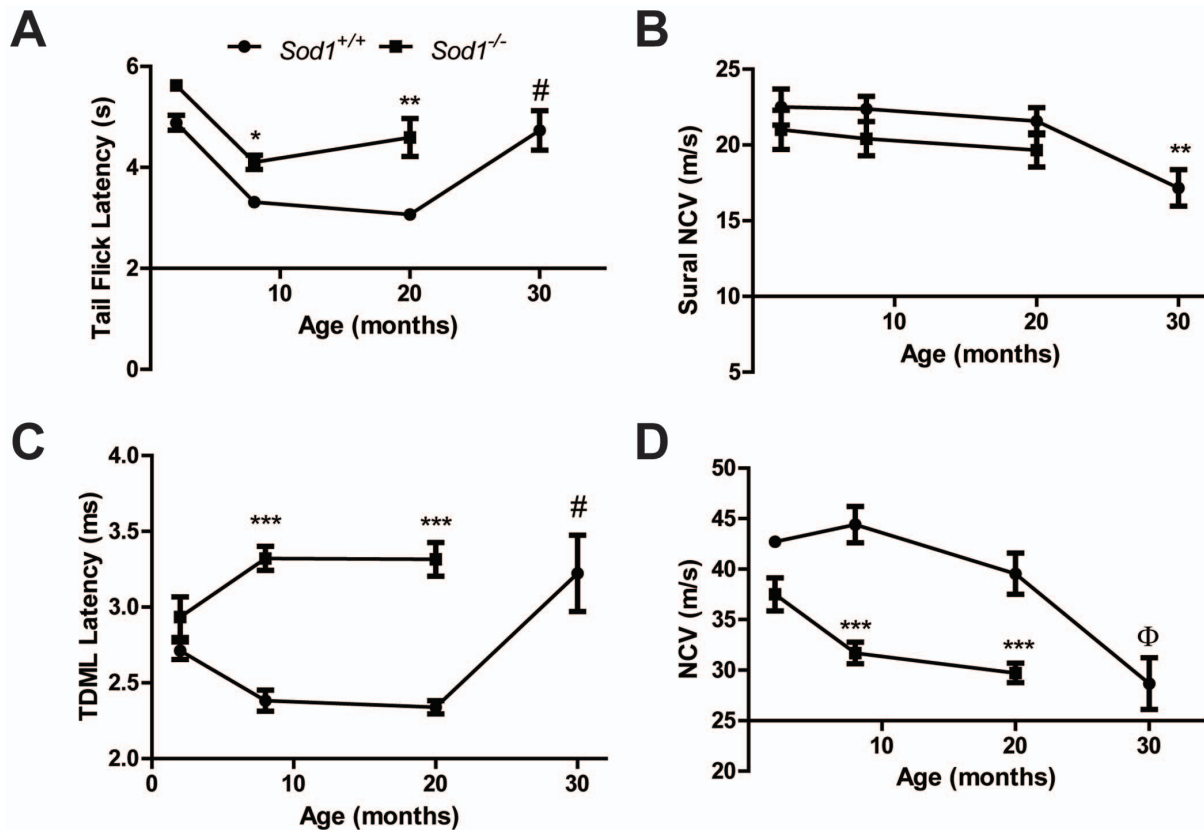 A
Sod1+/+ Sod1-/-
Tail Flick Latency (s)
6
4
2
0
*
**
#
10 20 30
Age (months)
B
Sural NCV (m/s)
25
20
15
10
5
**
10 20 30
Age (months)
C
TDML Latency (ms)
4.0
3.5
3.0
2.5
2.0
***
***
#
0 10 20 30
Age (months)
D
NCV (m/s)
50
45
40
35
30
25
20
***
***
Φ
10 20 30
Age (months)